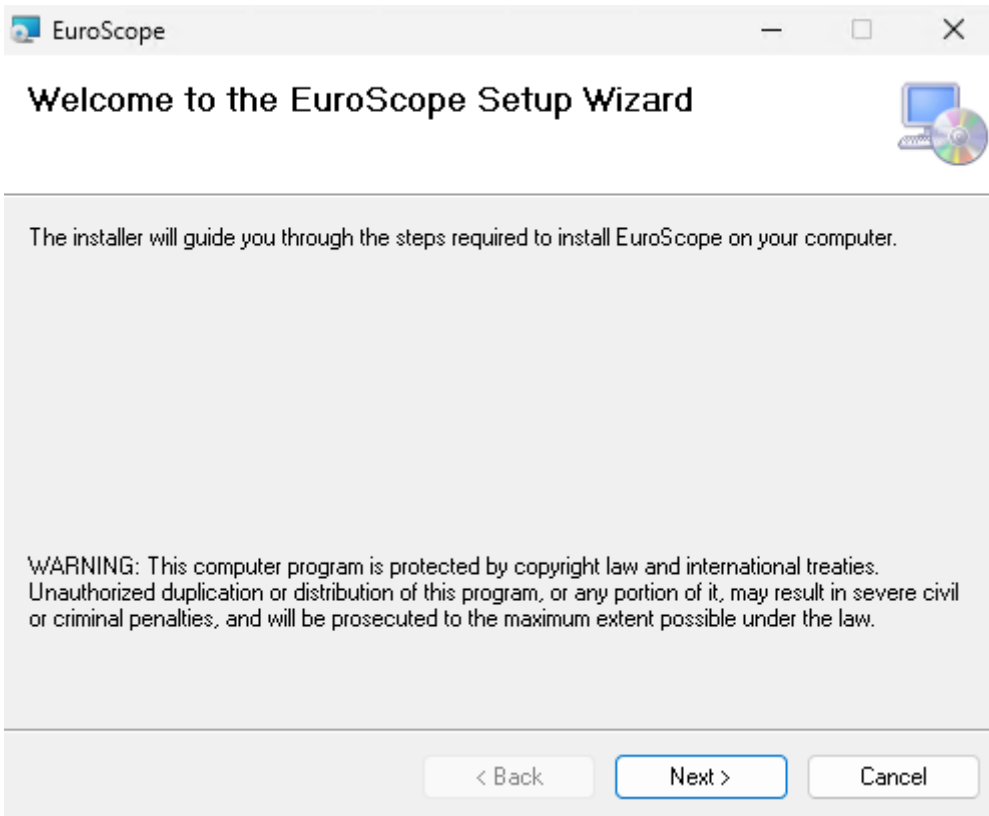 EuroScope
Welcome to the EuroScope Setup Wizard
The installer will guide you through the steps required to install EuroScope on your computer.
WARNING: This computer program is protected by copyright law and international treaties.
Unauthorized duplication or distribution of this program, or any portion of it, may result in severe civil
or criminal penalties, and will be prosecuted to the maximum extent possible under the law.
< Back Next > Cancel